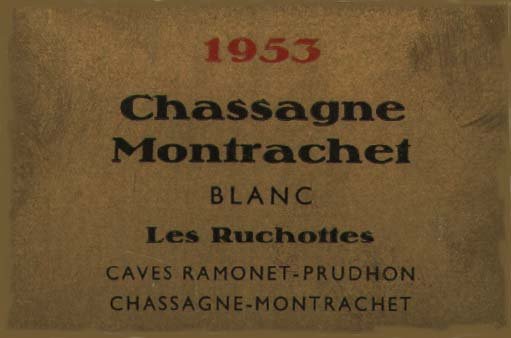 1953
Chassagne
Montrachet
BLANC
Les Ruchottes
CAVES RAMONET-PRUDHON
CHASSAGNE-MONTRACHET